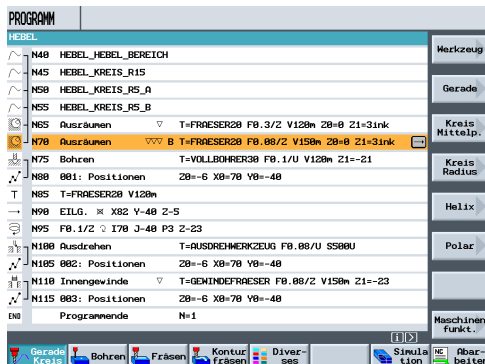 PROGRAMM
HEBEL
N40 HEBEL_HEBEL_BEREICH
N45 HEBEL_KREIS_R15
N50 HEBEL_KREIS_R5_A
N55 HEBEL_KREIS_R5_B
N65 Ausräumen ▽ T=FRAESER20 F0.3/Z V120m Z0=0 Z1=3ink
N70 Ausräumen ▽▽▽ B T=FRAESER20 F0.08/Z V150m Z0=0 Z1=3ink
N75 Bohren T=VOLLBOHRER30 F0.1/U V120m Z1=-21
N80 001: Positionen Z0=-6 X0=70 Y0=-40
T N85 T=FRAESER20 V120m
N90 EILG. X82 Y-40 Z-5
N95 F0.1/Z I70 J-40 P3 Z-23
N100 Ausdrehen T=AUSDREHWERKZEUG F0.08/U S500U
N105 002: Positionen Z0=-6 X0=70 Y0=-40
N110 Innengewinde ▽ T=GEWINDEFRAESER F0.08/Z V150m Z1=-23
N115 003: Positionen Z0=-6 X0=70 Y0=-40
END Programmende N=1
Werkzeug
Gerade
Kreis
Mittelp.
Kreis
Radius
Helix
Polar
Maschinen
funkt.
i >
Gerade
Kreis
Bohren
Fräsen
Kontur
fräsen
Diver-
ses
Simula
tion
NC Abar-
beiten